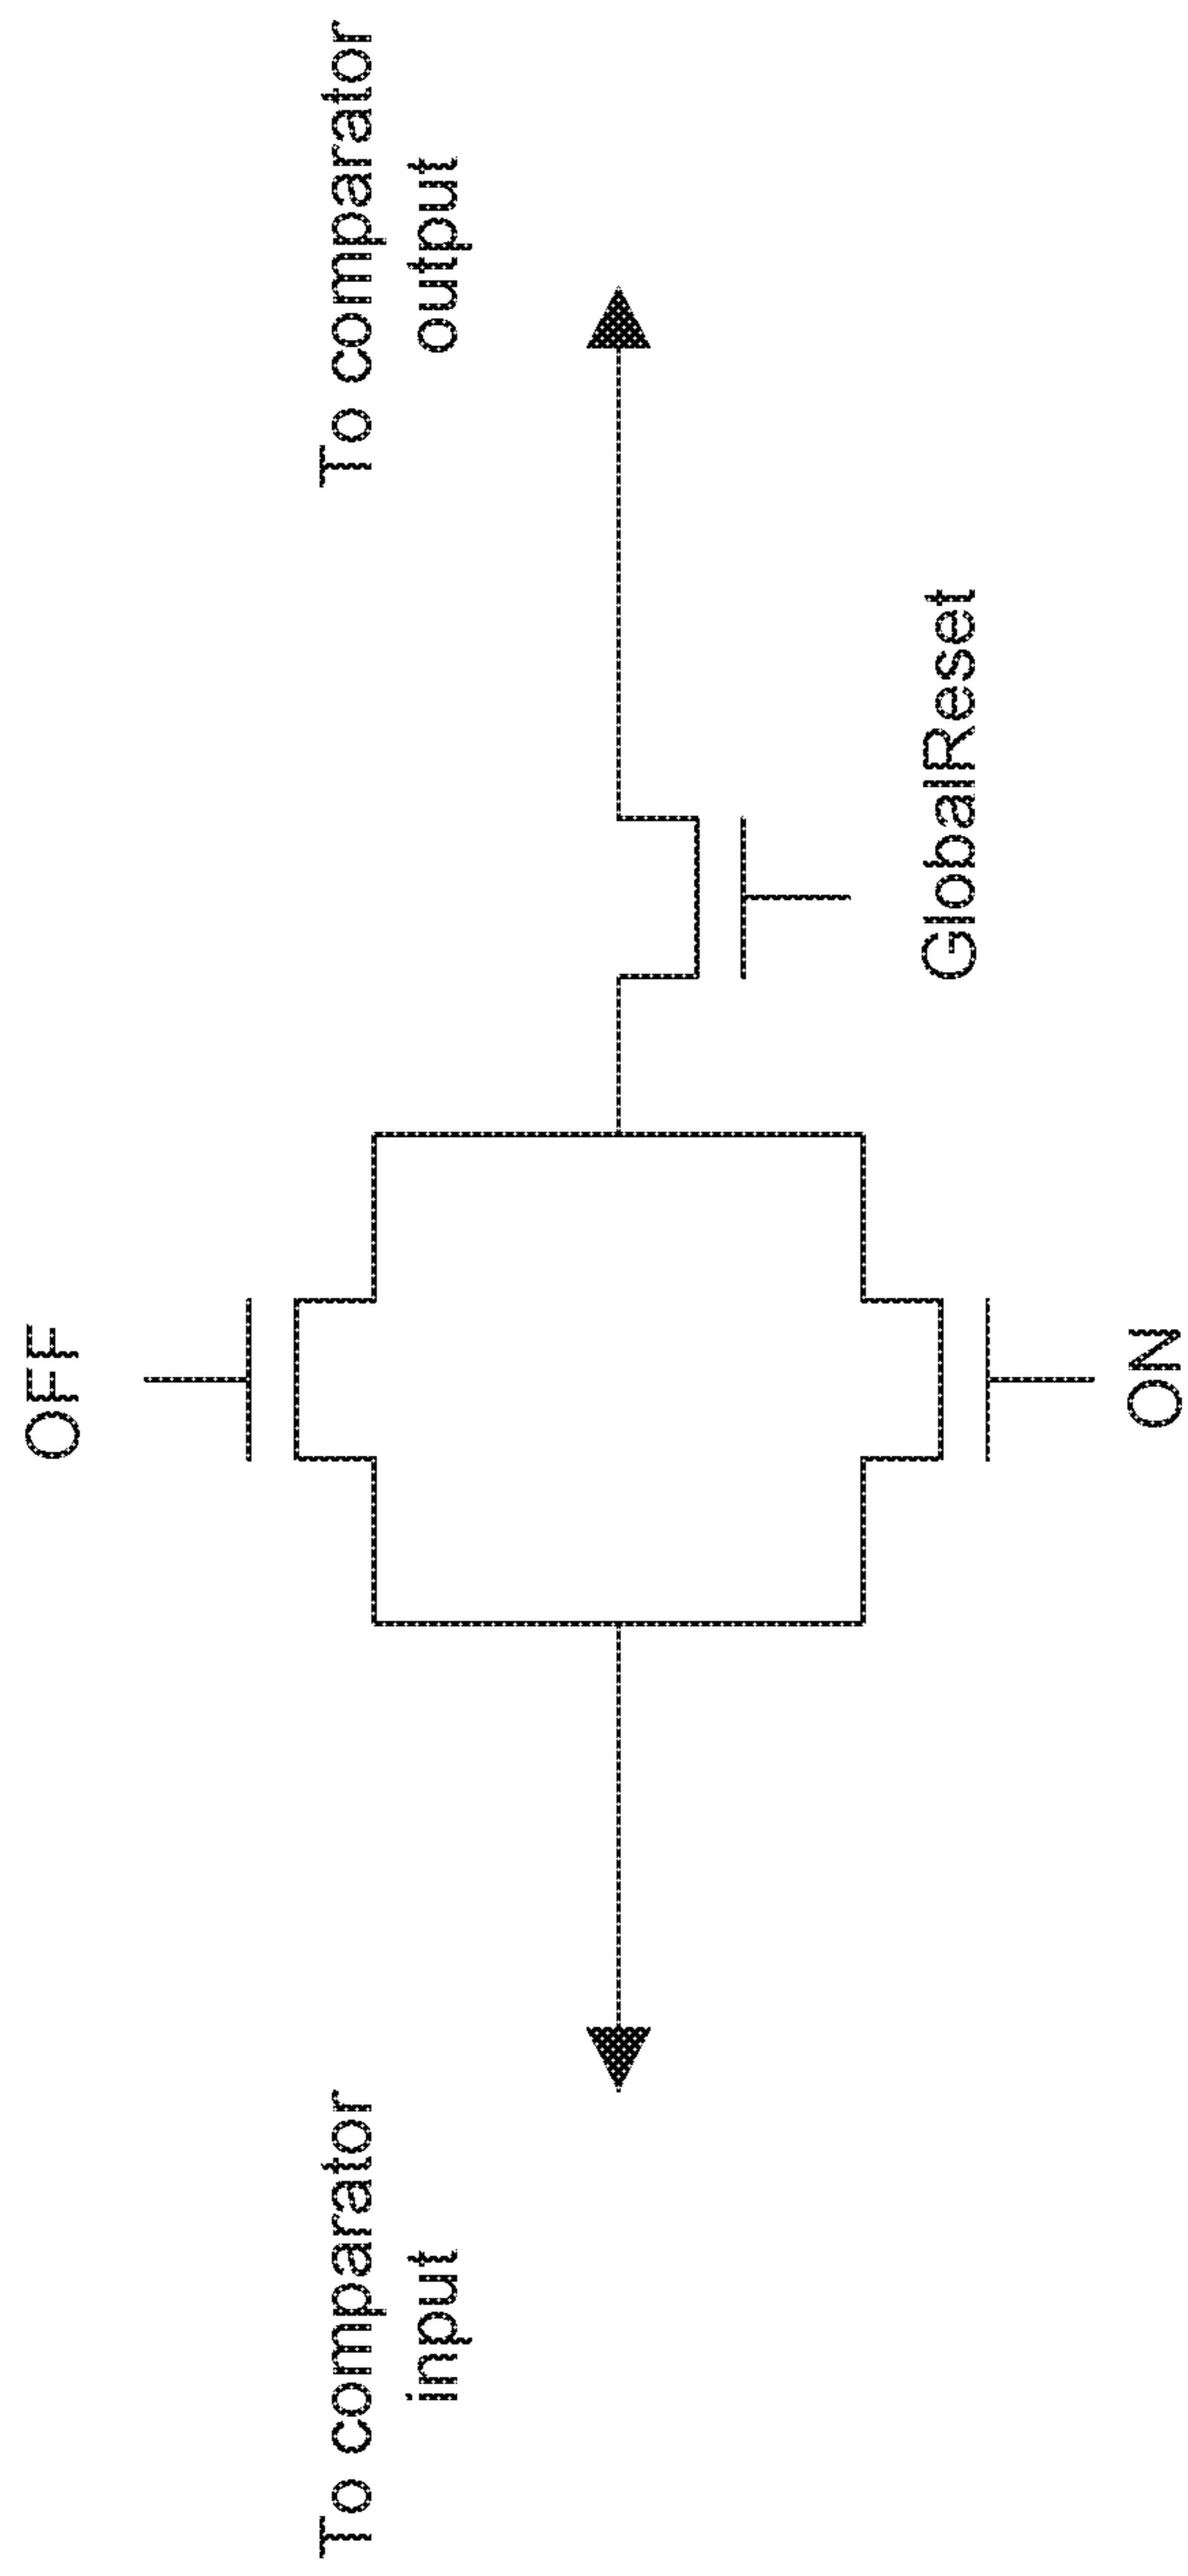 OFF
To comparator
input
To comparator
output
GlobalReset
ON